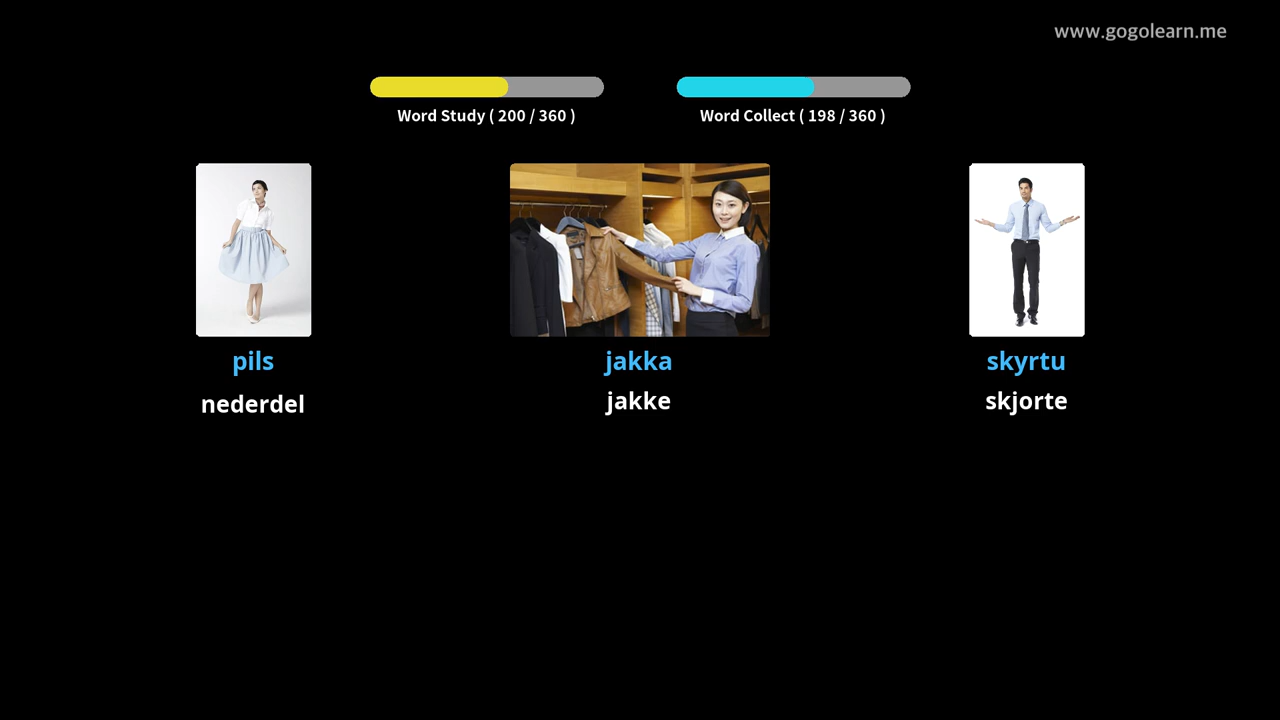 www.gogolearn.me
Word Study ( 200 / 360 )
Word Collect ( 198 / 360 )
pils
nederdel
jakka
jakke
skyrtu
skjorte